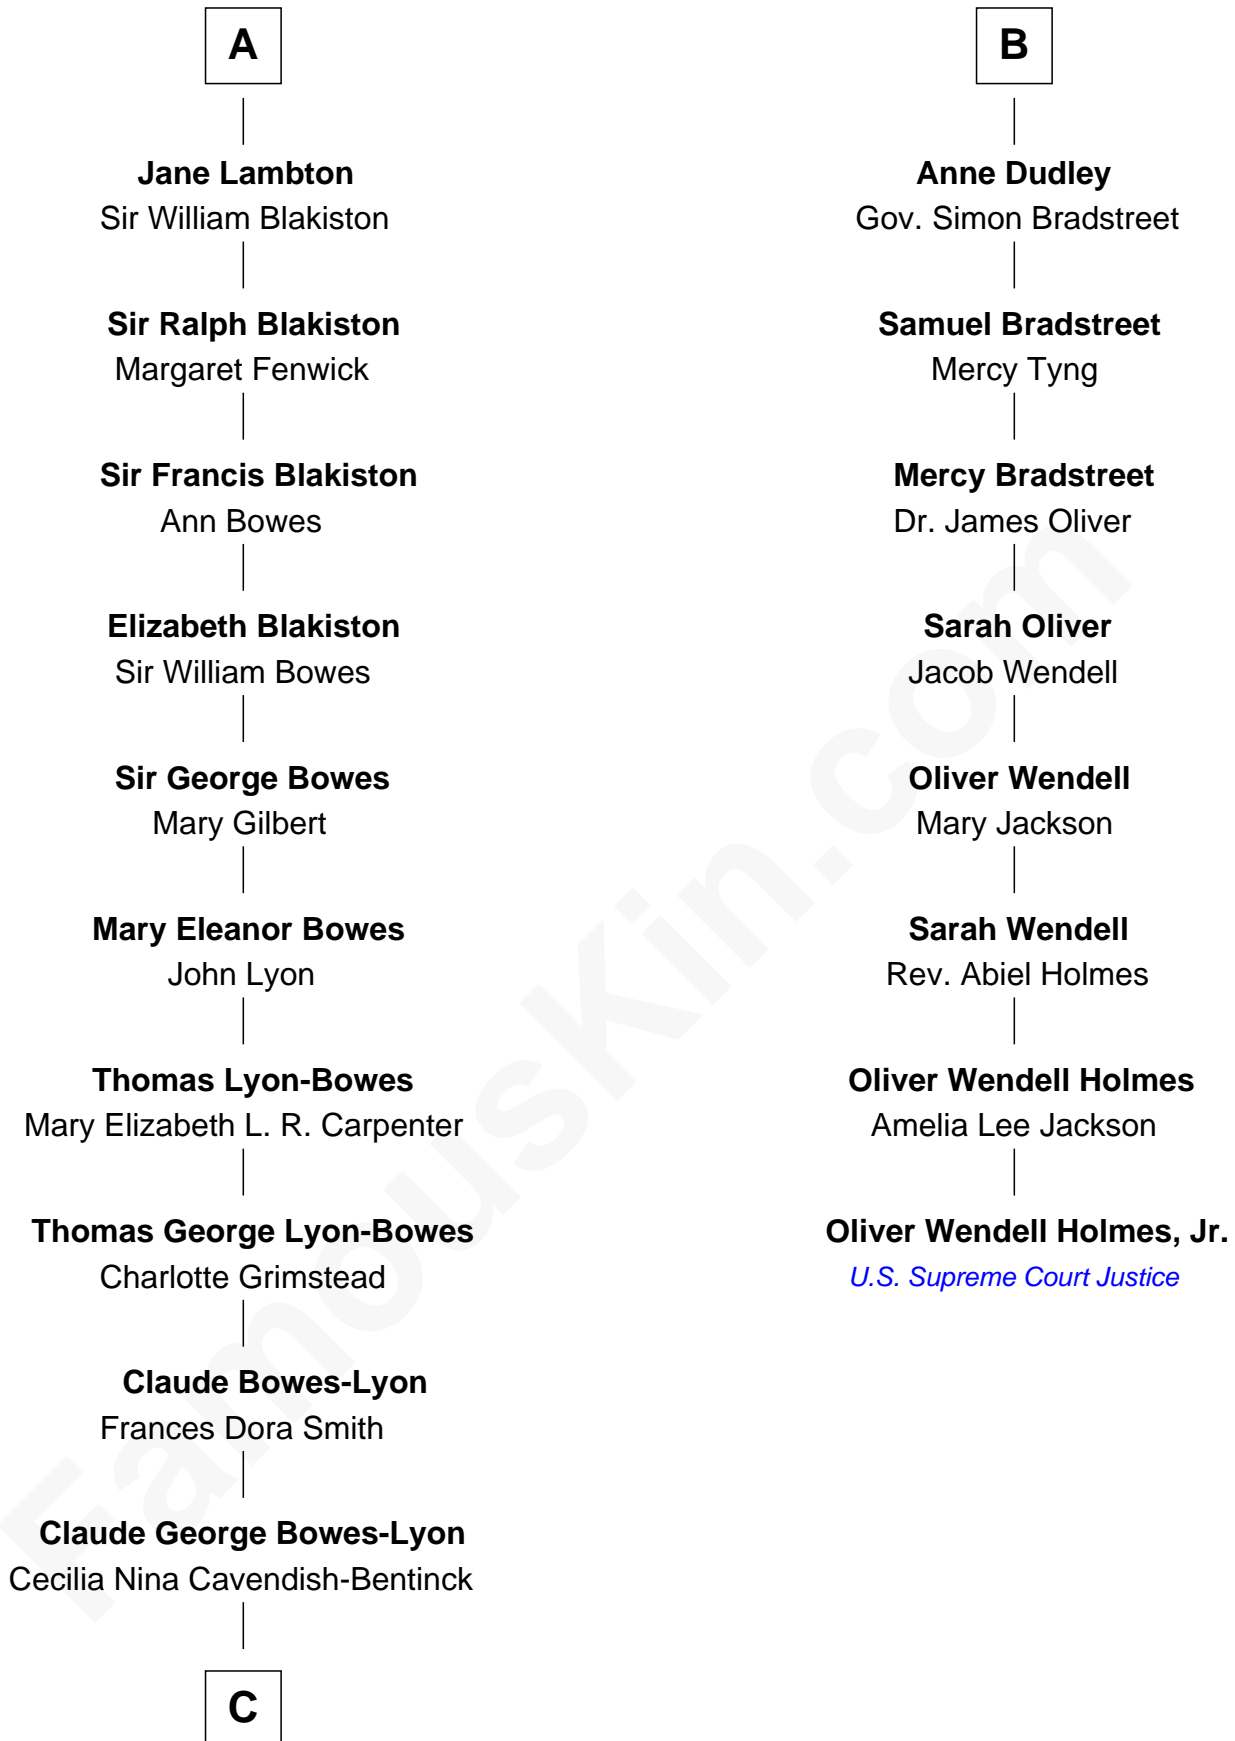 A
Jane Lambton
Sir William Blakiston
Sir Ralph Blakiston
Margaret Fenwick
Sir Francis Blakiston
Ann Bowes
Elizabeth Blakiston
Sir William Bowes
Sir George Bowes
Mary Gilbert
Mary Eleanor Bowes
John Lyon
Thomas Lyon-Bowes
Mary Elizabeth L. R. Carpenter
Thomas George Lyon-Bowes
Charlotte Grimstead
Claude Bowes-Lyon
Frances Dora Smith
Claude George Bowes-Lyon
Cecilia Nina Cavendish-Bentinck
C
B
Anne Dudley
Gov. Simon Bradstreet
Samuel Bradstreet
Mercy Tyng
Mercy Bradstreet
Dr. James Oliver
Sarah Oliver
Jacob Wendell
Oliver Wendell
Mary Jackson
Sarah Wendell
Rev. Abiel Holmes
Oliver Wendell Holmes
Amelia Lee Jackson
Oliver Wendell Holmes, Jr.
U.S. Supreme Court Justice
FamousKin.com